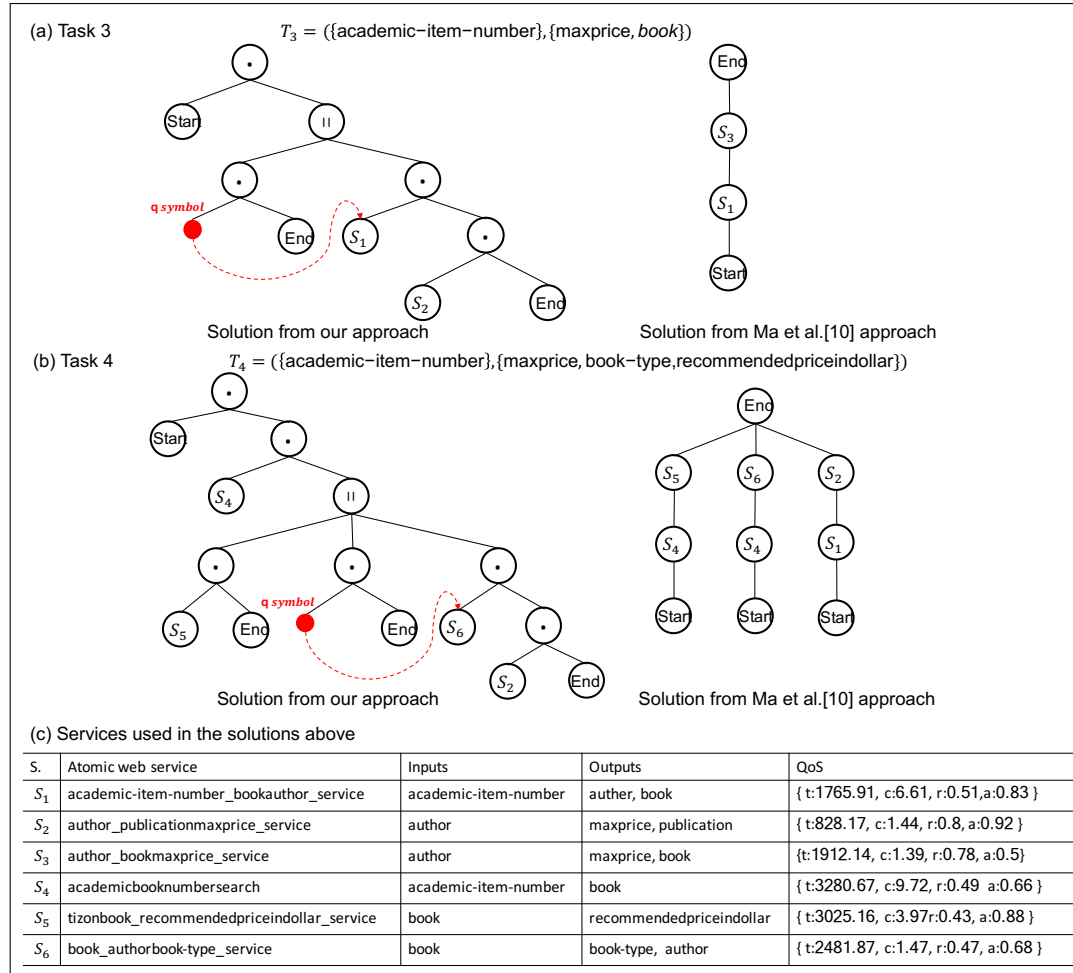 (a) Task 3 T₃ = ({academic−item−number},{maxprice, book})
•
End
Start
||
S₃
•
•
q symbol
End
S₁
•
S₁
S₂
End
Start
Solution from our approach
Solution from Ma et al.[10] approach
(b) Task 4 T₄ = ({academic−item−number},{maxprice, book−type,recommendedpriceindollar})
•
End
Start
•
S₄
||
S₅
S₆
S₂
•
•
•
S₄
S₄
S₁
q symbol
S₅
End
End
S₆
•
Start
Start
Start
S₂
End
Solution from our approach
Solution from Ma et al.[10] approach
(c) Services used in the solutions above
S. Atomic web service Inputs Outputs QoS
S₁ academic-item-number_bookauthor_service academic-item-number auther, book { t:1765.91, c:6.61, r:0.51,a:0.83 }
S₂ author_publicationmaxprice_service author maxprice, publication { t:828.17, c:1.44, r:0.8, a:0.92 }
S₃ author_bookmaxprice_service author maxprice, book {t:1912.14, c:1.39, r:0.78, a:0.5}
S₄ academicbooknumbersearch academic-item-number book { t:3280.67, c:9.72, r:0.49 a:0.66 }
S₅ tizonbook_recommendedpriceindollar_service book recommendedpriceindollar { t:3025.16, c:3.97r:0.43, a:0.88 }
S₆ book_authorbook-type_service book book-type, author { t:2481.87, c:1.47, r:0.47, a:0.68 }